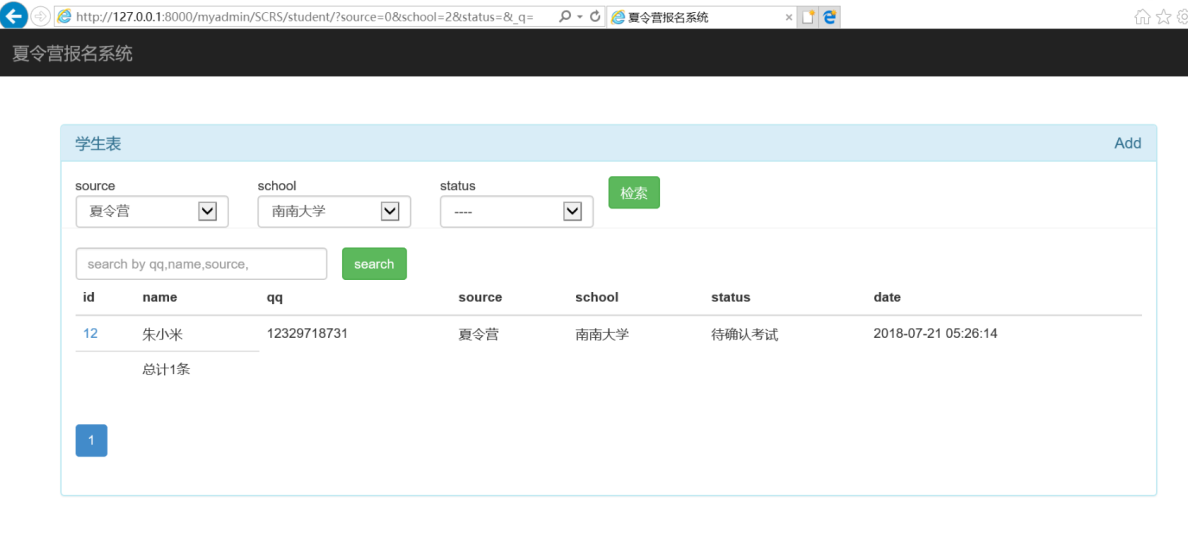 http://127.0.0.1:8000/myadmin/SCRS/student/?source=0&school=2&status=&_q=
夏令营报名系统
夏令营报名系统
学生表 Add
source school status
夏令营 南南大学 ---- 检索
search by qq,name,source, search
id name qq source school status date
12 朱小米 12329718731 夏令营 南南大学 待确认考试 2018-07-21 05:26:14
总计1条
1